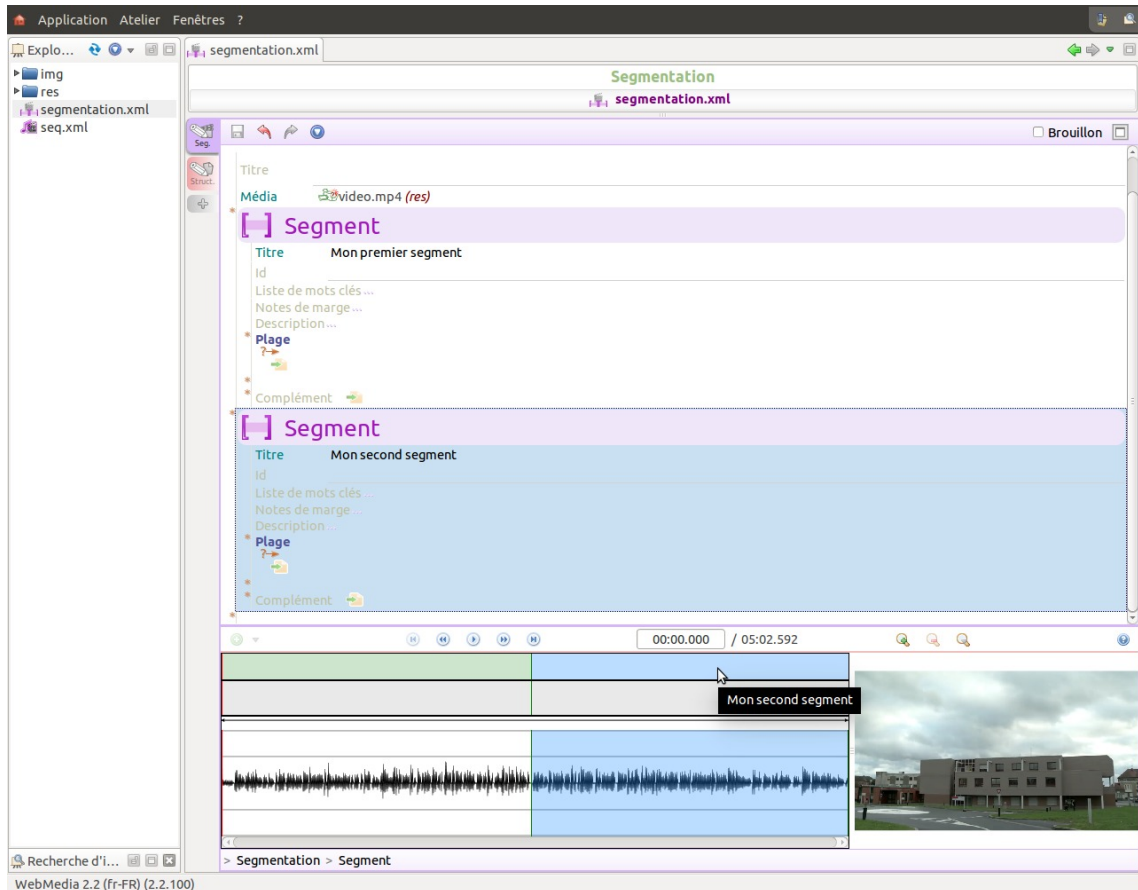 Application Atelier Fenêtres ?
Explo...
segmentation.xml
img
res
segmentation.xml
seq.xml
Segmentation
segmentation.xml
Seg.
Struct.
Brouillon
Titre
Média video.mp4 (res)
Segment
Titre Mon premier segment
Id
Liste de mots clés ...
Notes de marge ...
Description ...
Plage
?
Complément
Segment
Titre Mon second segment
Id
Liste de mots clés ...
Notes de marge ...
Description ...
Plage
?
Complément
00:00.000 / 05:02.592
Mon second segment
Recherche d'i...
> Segmentation > Segment
WebMedia 2.2 (fr-FR) (2.2.100)